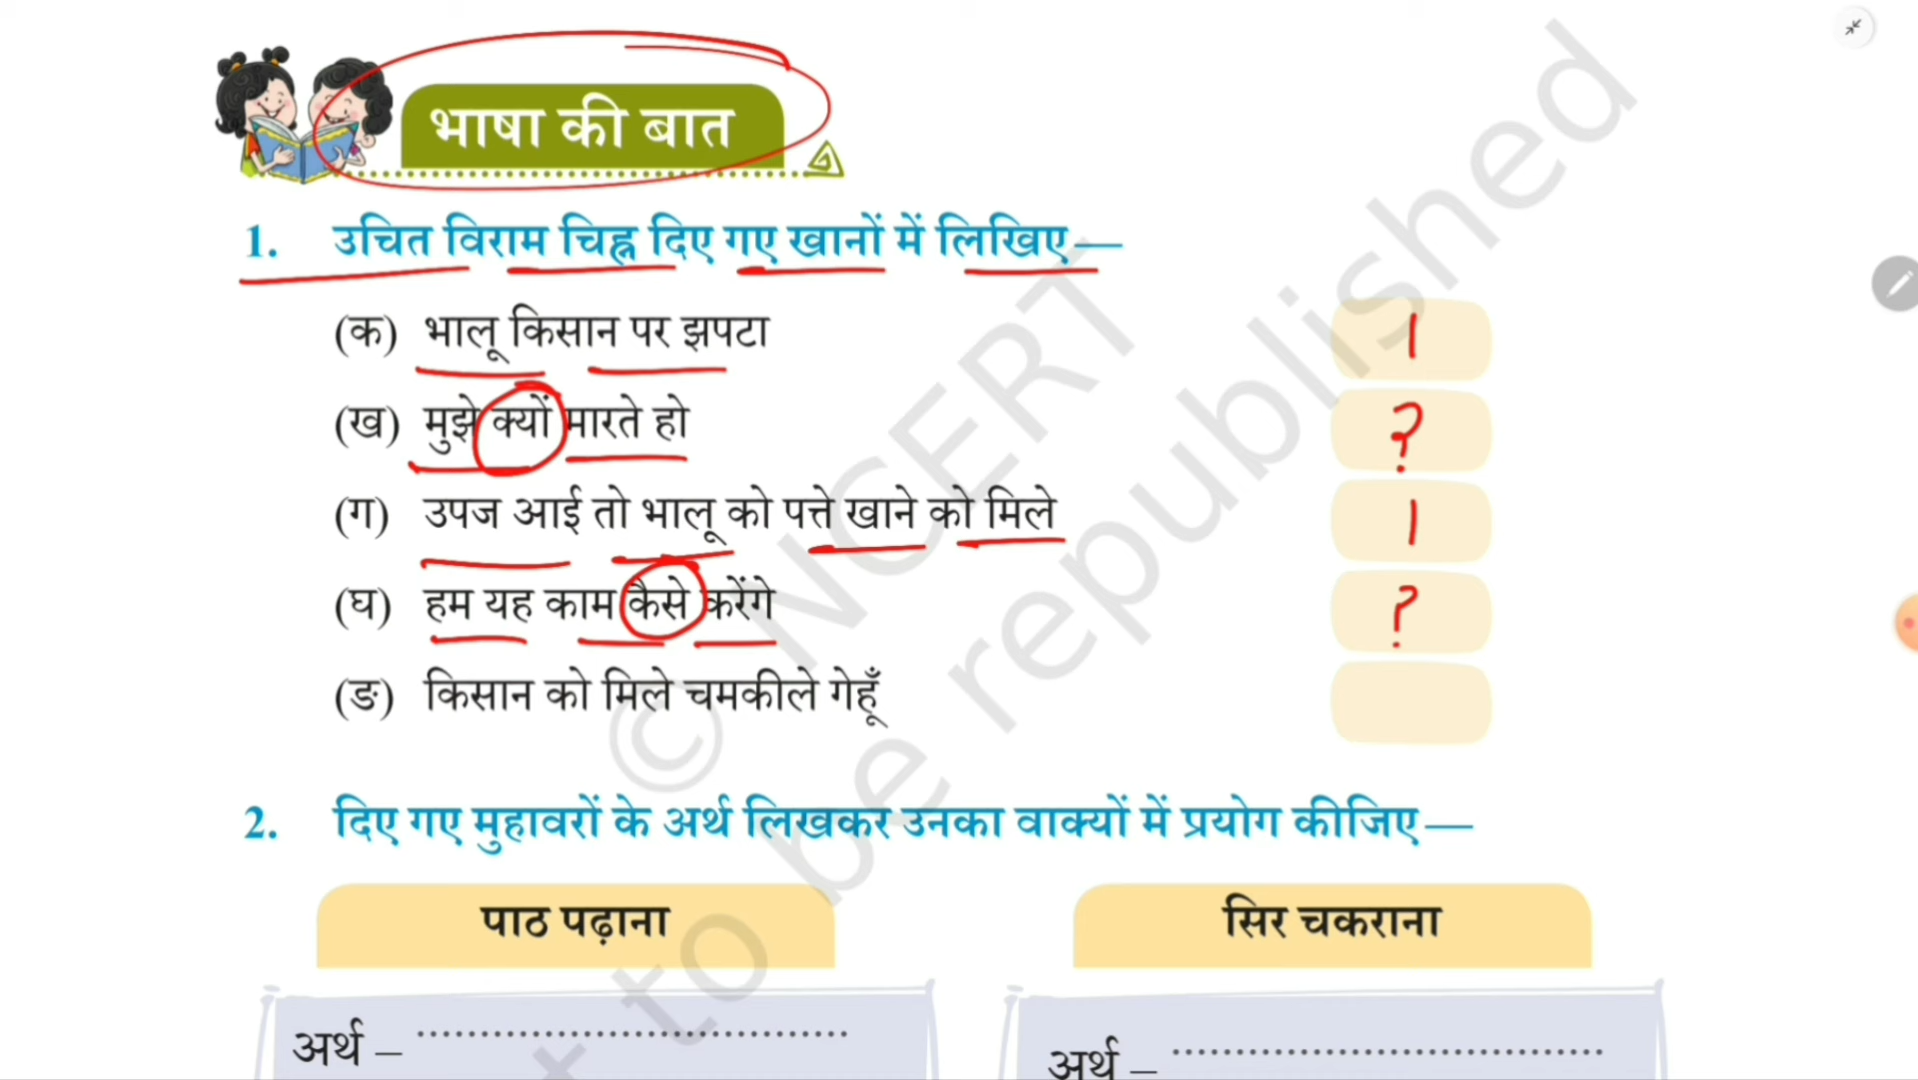 भाषा की बात
1. उचित विराम चिह्न दिए गए खानों में लिखिए—
(क) भालू किसान पर झपटा ।
(ख) मुझे क्यों मारते हो ?
(ग) उपज आई तो भालू को पत्ते खाने को मिले ।
(घ) हम यह काम कैसे करेंगे ?
(ङ) किसान को मिले चमकीले गेहूँ
2. दिए गए मुहावरों के अर्थ लिखकर उनका वाक्यों में प्रयोग कीजिए—
पाठ पढ़ाना
सिर चकराना
अर्थ – ..................................
अर्थ – ..................................
© NCERT
to be republished